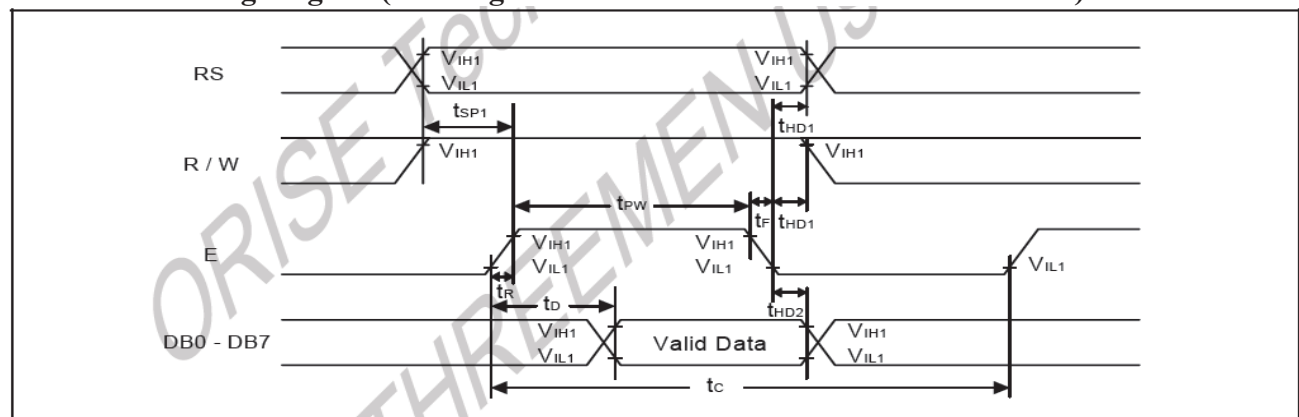 RS
VIH1
VIL1
VIH1
VIL1
tSP1
tHD1
R / W
VIH1
VIH1
tPW
tF
tHD1
E
VIH1
VIL1
VIH1
VIL1
VIL1
tR
tD
tHD2
DB0 - DB7
VIH1
VIL1
Valid Data
VIH1
VIL1
tC
ORISE Tec
THREEMEN Us